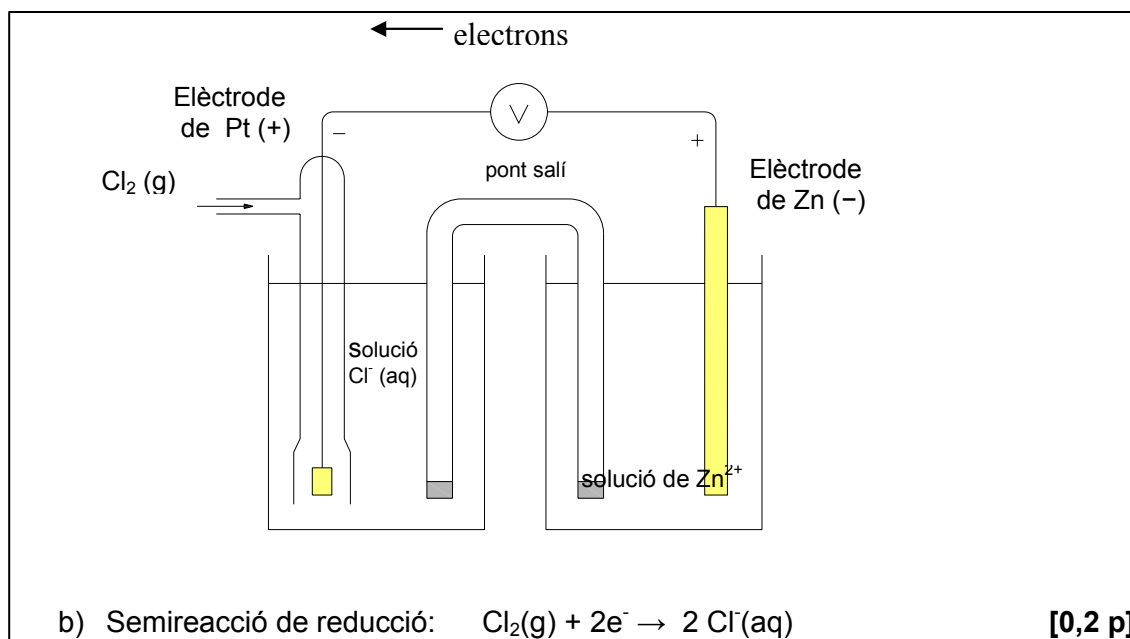 electrons
Elèctrode
de Pt (+)
−
V
+
pont salí
Elèctrode
de Zn (−)
Cl₂ (g)
Solució
Cl⁻ (aq)
solució de Zn²⁺
b) Semireacció de reducció: Cl₂(g) + 2e⁻ → 2 Cl⁻(aq) [0,2 p]